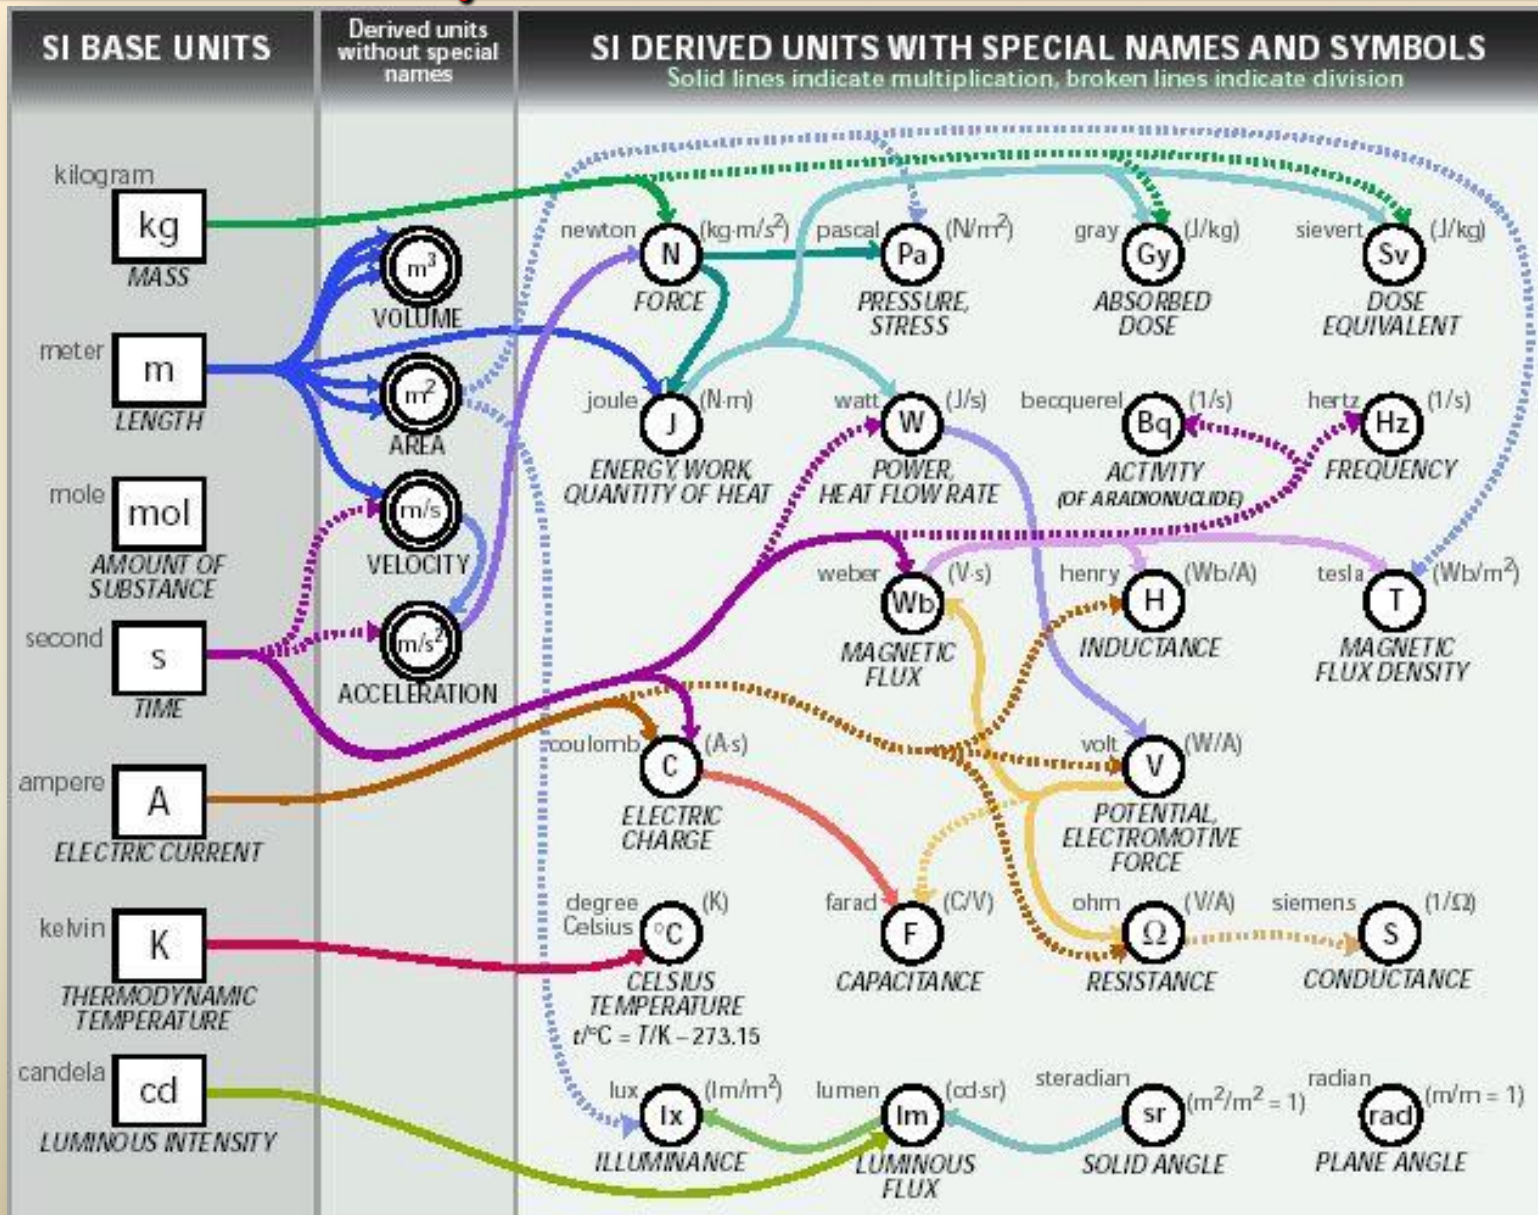 SI BASE UNITS
Derived units
without special
names
SI DERIVED UNITS WITH SPECIAL NAMES AND SYMBOLS
Solid lines indicate multiplication, broken lines indicate division
kilogram
kg
MASS
meter
m
LENGTH
mole
mol
AMOUNT OF
SUBSTANCE
second
s
TIME
ampere
A
ELECTRIC CURRENT
kelvin
K
THERMODYNAMIC
TEMPERATURE
candela
cd
LUMINOUS INTENSITY
m³
VOLUME
m²
AREA
m/s
VELOCITY
m/s²
ACCELERATION
newton
N
(kg·m/s²)
FORCE
pascal
Pa
(N/m²)
PRESSURE,
STRESS
gray
Gy
(J/kg)
ABSORBED
DOSE
sievert
Sv
(J/kg)
DOSE
EQUIVALENT
joule
J
(N·m)
ENERGY, WORK,
QUANTITY OF HEAT
watt
W
(J/s)
POWER,
HEAT FLOW RATE
becquerel
Bq
(1/s)
ACTIVITY
(OF A RADIONUCLIDE)
hertz
Hz
(1/s)
FREQUENCY
weber
Wb
(V·s)
MAGNETIC
FLUX
henry
H
(Wb/A)
INDUCTANCE
tesla
T
(Wb/m²)
MAGNETIC
FLUX DENSITY
coulomb
C
(A·s)
ELECTRIC
CHARGE
volt
V
(W/A)
POTENTIAL,
ELECTROMOTIVE
FORCE
degree
Celsius
°C
(K)
CELSIUS
TEMPERATURE
t/°C = T/K – 273.15
farad
F
(C/V)
CAPACITANCE
ohm
Ω
(V/A)
RESISTANCE
siemens
S
(1/Ω)
CONDUCTANCE
lux
lx
(lm/m²)
ILLUMINANCE
lumen
lm
(cd·sr)
LUMINOUS
FLUX
steradian
sr
(m²/m² = 1)
SOLID ANGLE
radian
rad
(m/m = 1)
PLANE ANGLE